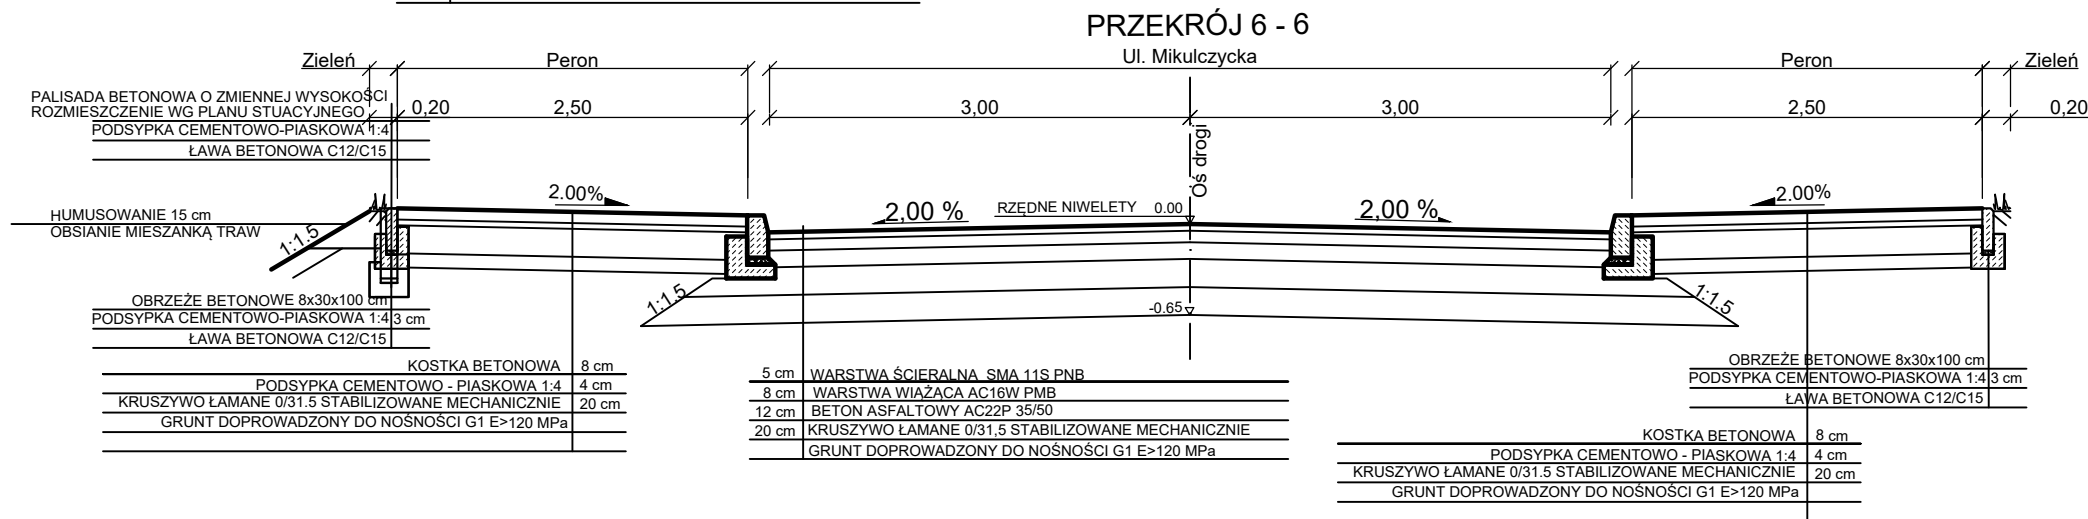 PRZEKRÓJ 6 - 6
Ul. Mikulczycka
Zieleń
Peron
Peron
Zieleń
PALISADA BETONOWA O ZMIENNEJ WYSOKOŚCI
ROZMIESZCZENIE WG PLANU STUACYJNEGO
0,20
2,50
3,00
3,00
2,50
0,20
PODSYPKA CEMENTOWO-PIASKOWA 1:4
ŁAWA BETONOWA C12/C15
Oś drogi
2.00%
2,00 %
RZĘDNE NIWELETY 0.00
2,00 %
2.00%
HUMUSOWANIE 15 cm
OBSIANIE MIESZANKĄ TRAW
1:1.5
1:1.5
-0.65
1:1.5
OBRZEŻE BETONOWE 8x30x100 cm
PODSYPKA CEMENTOWO-PIASKOWA 1:4 3 cm
ŁAWA BETONOWA C12/C15
KOSTKA BETONOWA 8 cm
PODSYPKA CEMENTOWO - PIASKOWA 1:4 4 cm
KRUSZYWO ŁAMANE 0/31.5 STABILIZOWANE MECHANICZNIE 20 cm
GRUNT DOPROWADZONY DO NOŚNOŚCI G1 E>120 MPa
5 cm WARSTWA ŚCIERALNA SMA 11S PNB
8 cm WARSTWA WIĄŻĄCA AC16W PMB
12 cm BETON ASFALTOWY AC22P 35/50
20 cm KRUSZYWO ŁAMANE 0/31,5 STABILIZOWANE MECHANICZNIE
GRUNT DOPROWADZONY DO NOŚNOŚCI G1 E>120 MPa
OBRZEŻE BETONOWE 8x30x100 cm
PODSYPKA CEMENTOWO-PIASKOWA 1:4 3 cm
ŁAWA BETONOWA C12/C15
KOSTKA BETONOWA 8 cm
PODSYPKA CEMENTOWO - PIASKOWA 1:4 4 cm
KRUSZYWO ŁAMANE 0/31.5 STABILIZOWANE MECHANICZNIE 20 cm
GRUNT DOPROWADZONY DO NOŚNOŚCI G1 E>120 MPa